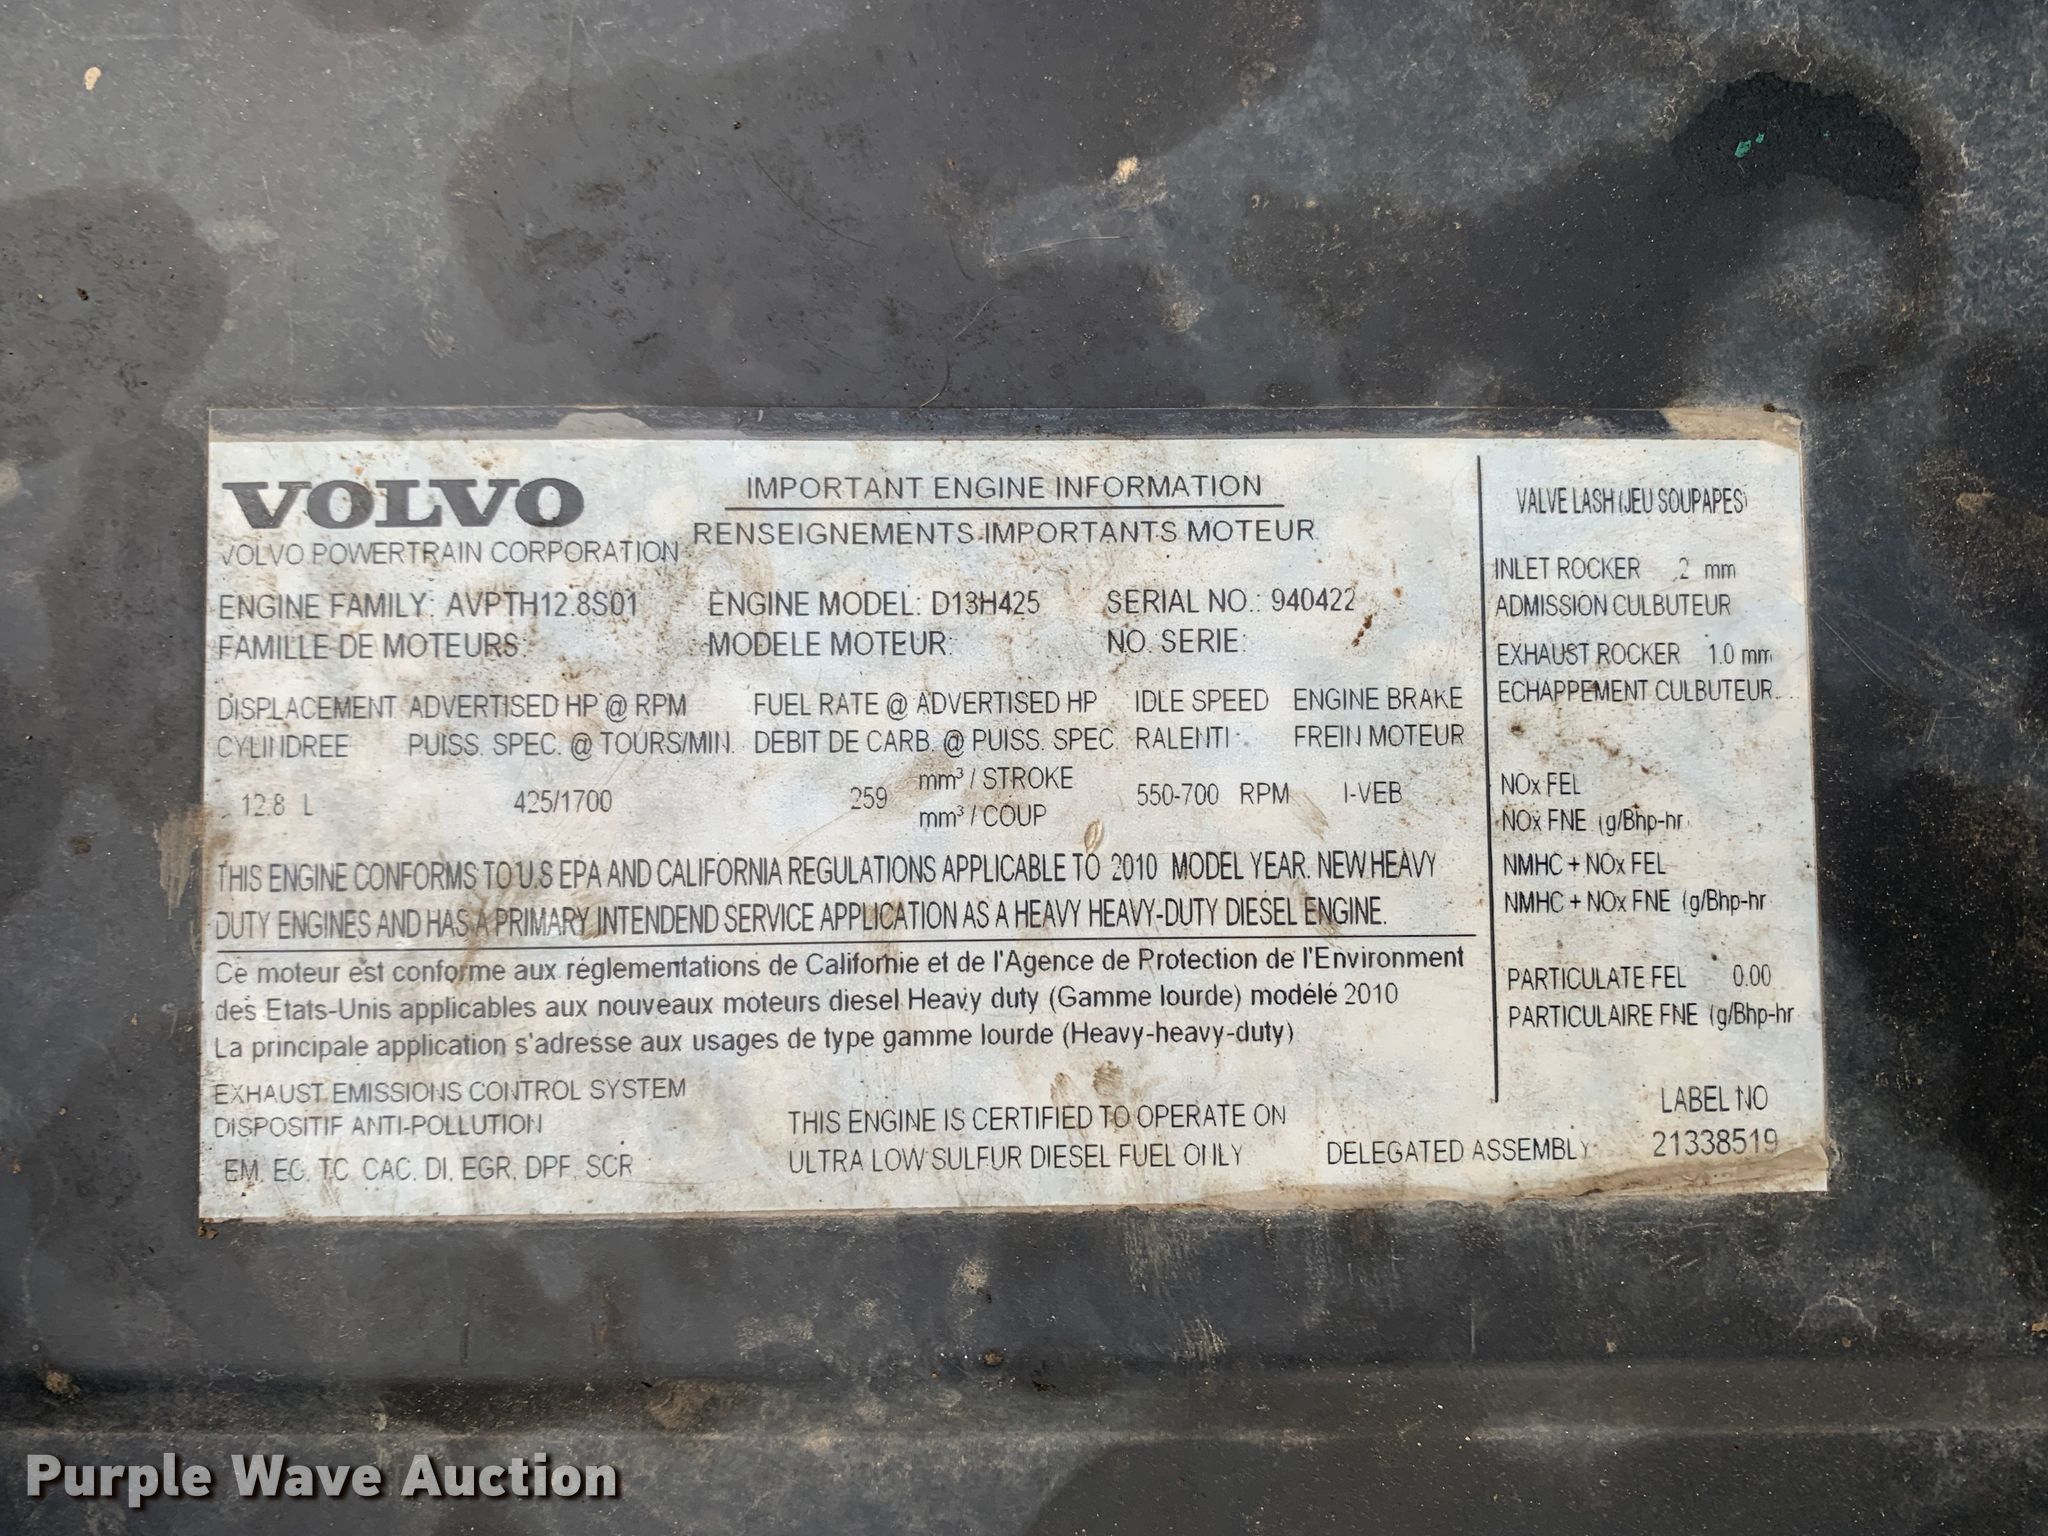 VOLVO
VOLVO POWERTRAIN CORPORATION
IMPORTANT ENGINE INFORMATION
RENSEIGNEMENTS IMPORTANTS MOTEUR
ENGINE FAMILY: AVPTH12.8S01 ENGINE MODEL: D13H425 SERIAL NO.: 940422
FAMILLE DE MOTEURS: MODELE MOTEUR: NO. SERIE:
DISPLACEMENT ADVERTISED HP @ RPM FUEL RATE @ ADVERTISED HP IDLE SPEED ENGINE BRAKE
CYLINDREE PUISS. SPEC. @ TOURS/MIN. DEBIT DE CARB. @ PUISS. SPEC. RALENTI: FREIN MOTEUR
12.8 L 425/1700 259 mm³ / STROKE 550-700 RPM I-VEB
mm³ / COUP
THIS ENGINE CONFORMS TO U.S EPA AND CALIFORNIA REGULATIONS APPLICABLE TO 2010 MODEL YEAR. NEW HEAVY
DUTY ENGINES AND HAS A PRIMARY INTENDEND SERVICE APPLICATION AS A HEAVY HEAVY-DUTY DIESEL ENGINE.
Ce moteur est conforme aux réglementations de Californie et de l'Agence de Protection de l'Environment
des Etats-Unis applicables aux nouveaux moteurs diesel Heavy duty (Gamme lourde) modélé 2010
La principale application s'adresse aux usages de type gamme lourde (Heavy-heavy-duty)
EXHAUST EMISSIONS CONTROL SYSTEM
DISPOSITIF ANTI-POLLUTION
EM, EC, TC, CAC, DI, EGR, DPF, SCR
THIS ENGINE IS CERTIFIED TO OPERATE ON
ULTRA LOW SULFUR DIESEL FUEL ONLY
DELEGATED ASSEMBLY:
VALVE LASH (JEU SOUPAPES)
INLET ROCKER .2 mm
ADMISSION CULBUTEUR
EXHAUST ROCKER 1.0 mm
ECHAPPEMENT CULBUTEUR
NOx FEL
NOx FNE (g/Bhp-hr)
NMHC + NOx FEL
NMHC + NOx FNE (g/Bhp-hr
PARTICULATE FEL 0.00
PARTICULAIRE FNE (g/Bhp-hr
LABEL NO
21338519
Purple Wave Auction